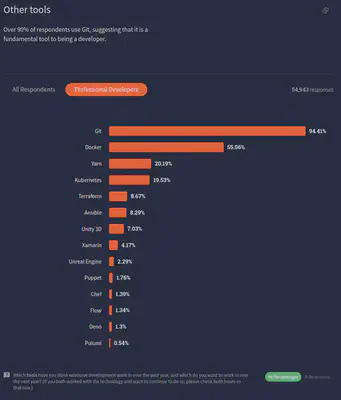 Other tools
Over 90% of respondents use Git, suggesting that it is a
fundamental tool to being a developer.
All Respondents
Professional Developers
54,943 responses
Git 94.41%
Docker 55.06%
Yarn 20.19%
Kubernetes 19.53%
Terraform 8.67%
Ansible 8.29%
Unity 3D 7.03%
Xamarin 4.17%
Unreal Engine 2.29%
Puppet 1.76%
Chef 1.39%
Flow 1.34%
Deno 1.3%
Pulumi 0.54%
Which tools have you done extensive development work in over the past year, and which do you want to work in over
the next year? (If you both worked with the technology and want to continue to do so, please check both boxes in
that row.)
% Percentages
# Responses